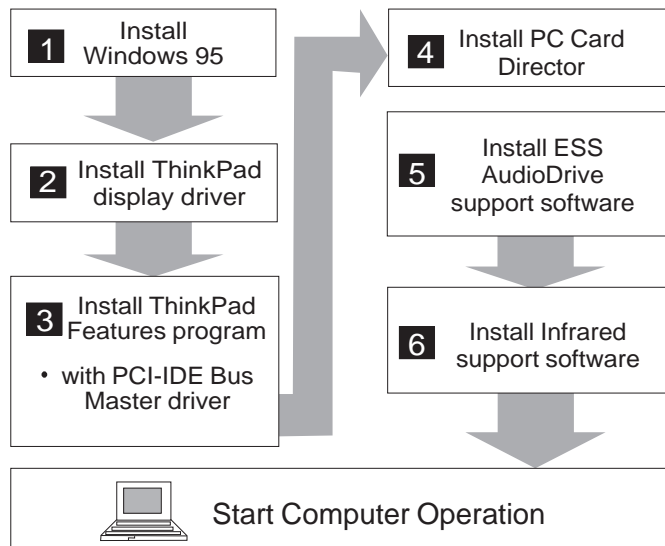 1 Install
Windows 95
2 Install ThinkPad
display driver
3 Install ThinkPad
Features program
• with PCI-IDE Bus
Master driver
4 Install PC Card
Director
5 Install ESS
AudioDrive
support software
6 Install Infrared
support software
Start Computer Operation